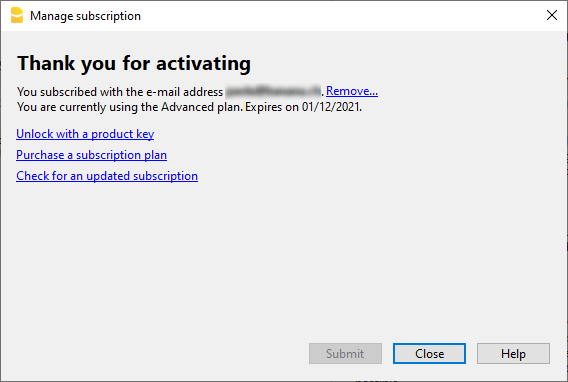 Manage subscription
Thank you for activating
You subscribed with the e-mail address . Remove...
You are currently using the Advanced plan. Expires on 01/12/2021.
Unlock with a product key
Purchase a subscription plan
Check for an updated subscription
Submit Close Help